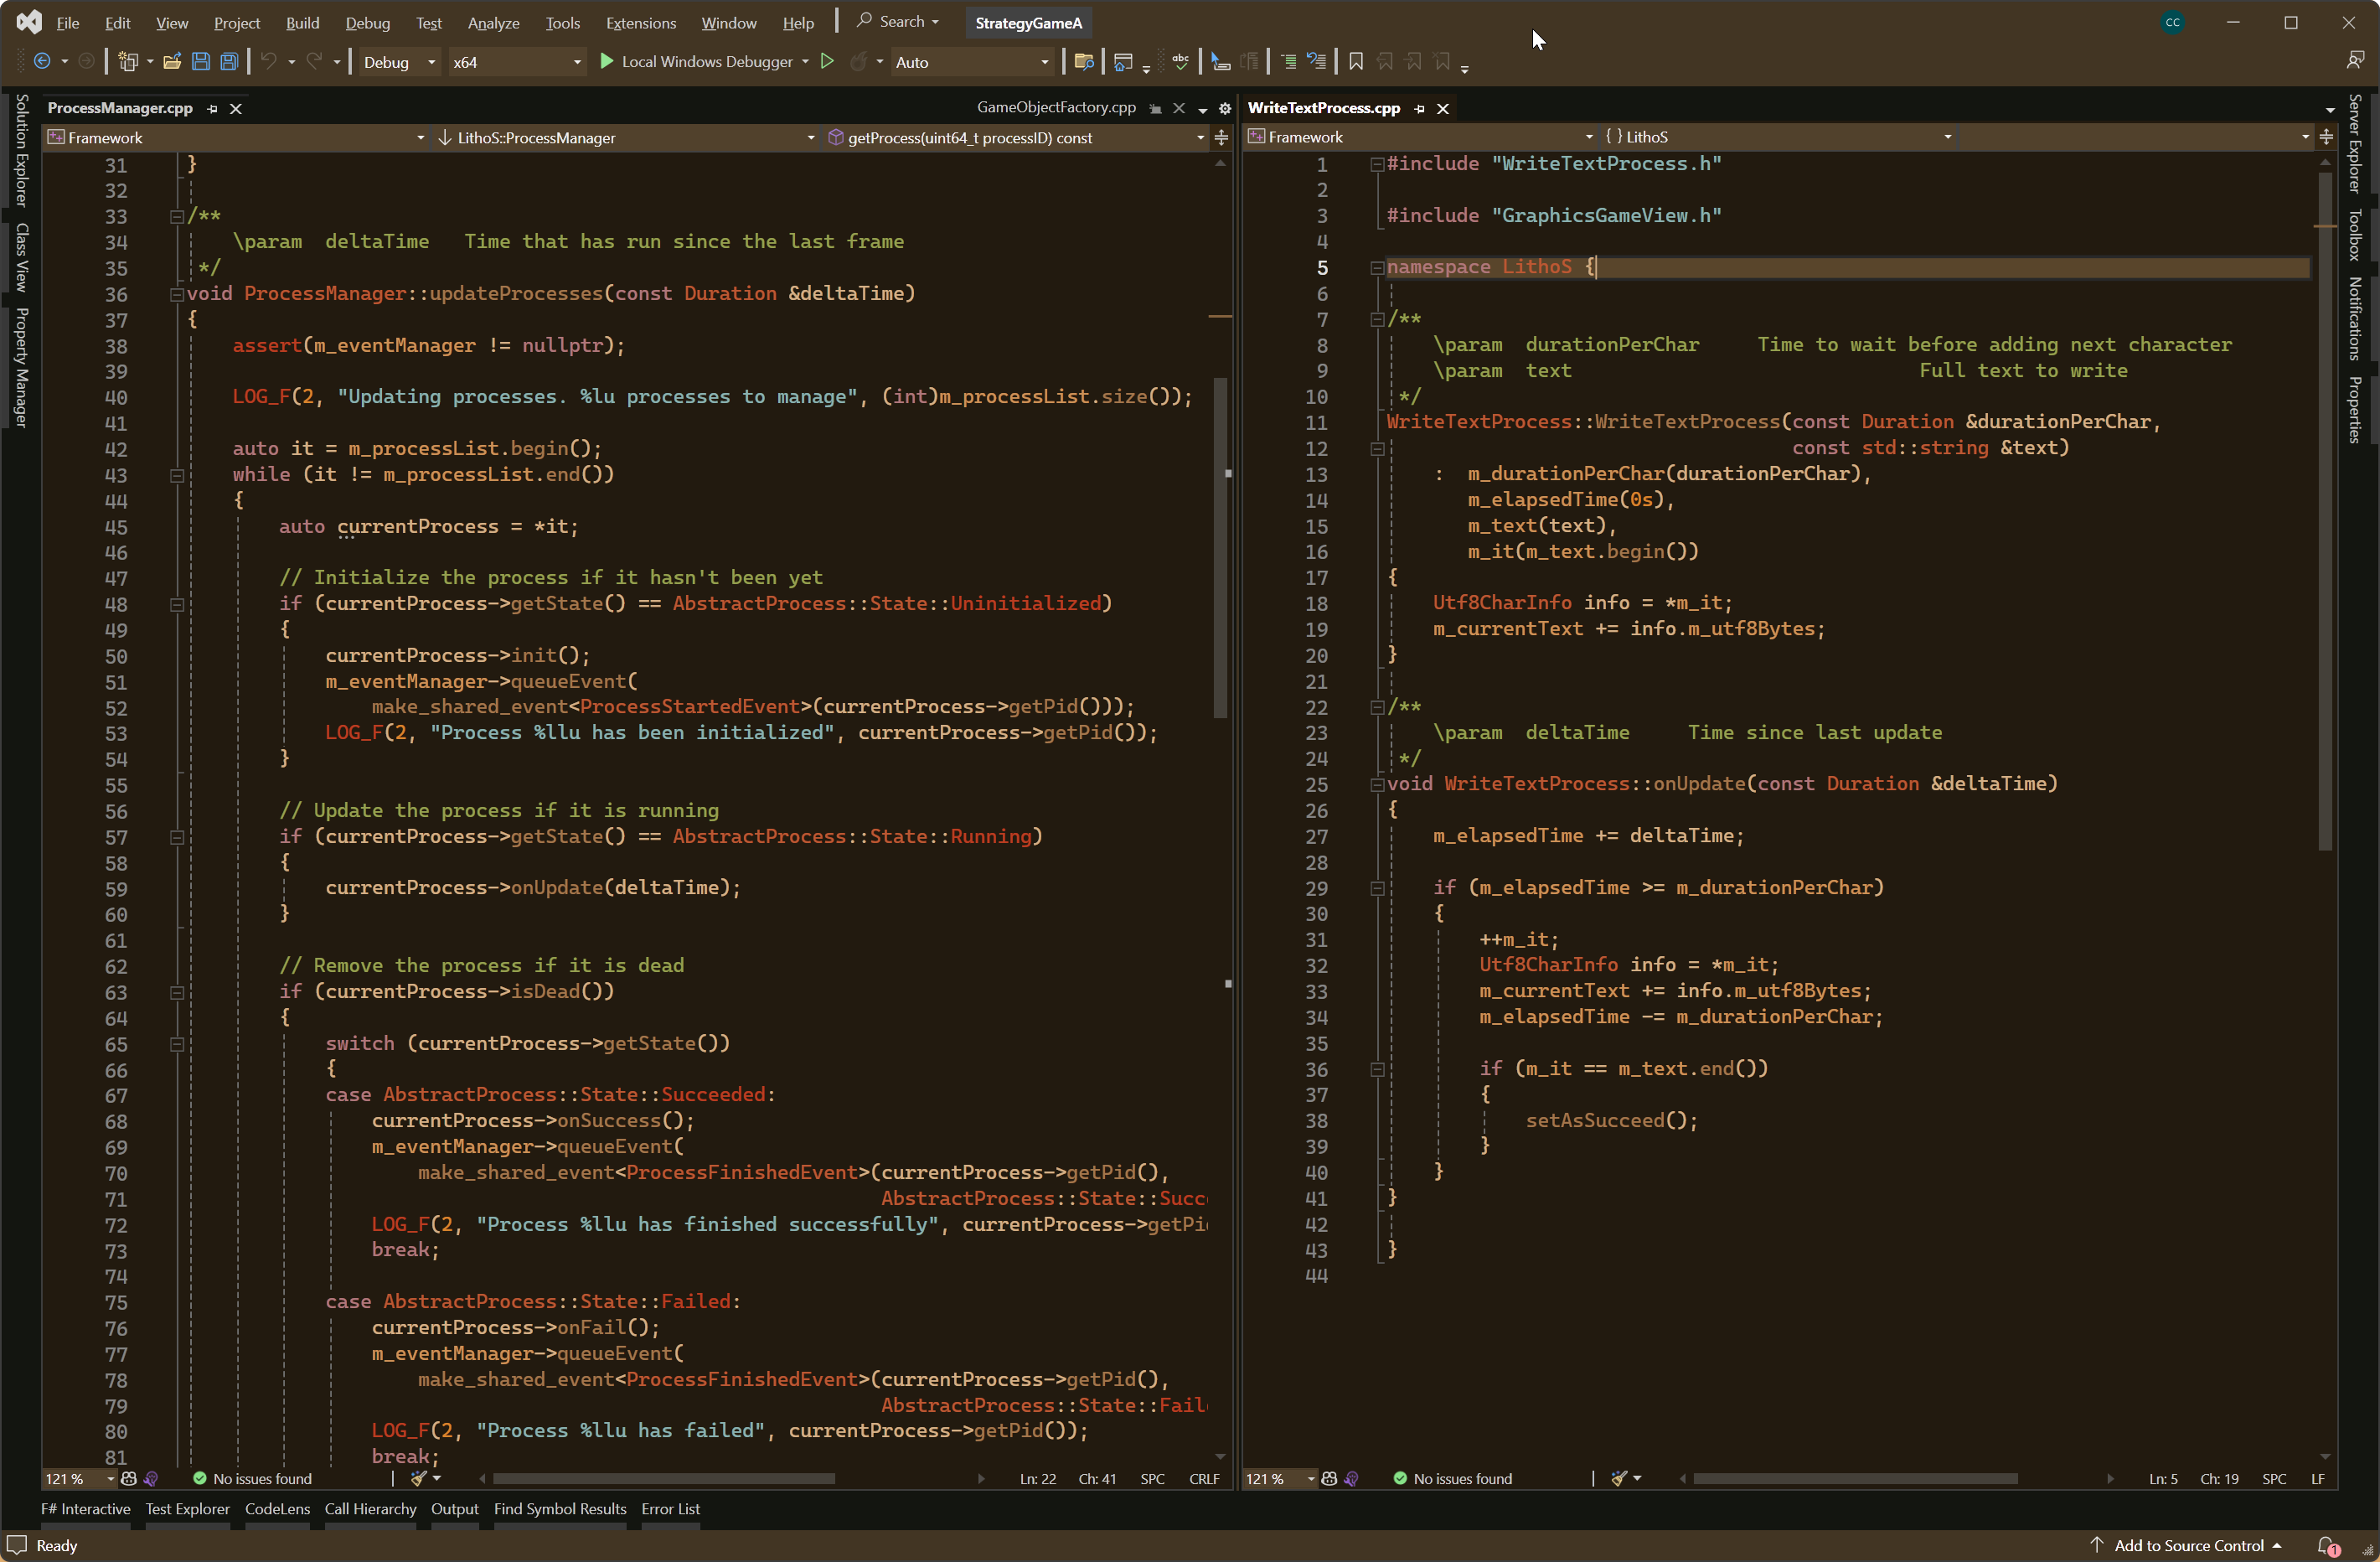 File Edit View Project Build Debug Test Analyze Tools Extensions Window Help Search StrategyGameA CC
Debug x64 Local Windows Debugger Auto abc
Solution Explorer
Class View
Property Manager
ProcessManager.cpp GameObjectFactory.cpp
Framework LithoS::ProcessManager getProcess(uint64_t processID) const
31 }
32
33 /**
34 \param deltaTime Time that has run since the last frame
35 */
36 void ProcessManager::updateProcesses(const Duration &deltaTime)
37 {
38 assert(m_eventManager != nullptr);
39
40 LOG_F(2, "Updating processes. %lu processes to manage", (int)m_processList.size());
41
42 auto it = m_processList.begin();
43 while (it != m_processList.end())
44 {
45 auto currentProcess = *it;
46
47 // Initialize the process if it hasn't been yet
48 if (currentProcess->getState() == AbstractProcess::State::Uninitialized)
49 {
50 currentProcess->init();
51 m_eventManager->queueEvent(
52 make_shared_event<ProcessStartedEvent>(currentProcess->getPid()));
53 LOG_F(2, "Process %llu has been initialized", currentProcess->getPid());
54 }
55
56 // Update the process if it is running
57 if (currentProcess->getState() == AbstractProcess::State::Running)
58 {
59 currentProcess->onUpdate(deltaTime);
60 }
61
62 // Remove the process if it is dead
63 if (currentProcess->isDead())
64 {
65 switch (currentProcess->getState())
66 {
67 case AbstractProcess::State::Succeeded:
68 currentProcess->onSuccess();
69 m_eventManager->queueEvent(
70 make_shared_event<ProcessFinishedEvent>(currentProcess->getPid(),
71 AbstractProcess::State::Succ
72 LOG_F(2, "Process %llu has finished successfully", currentProcess->getPi
73 break;
74
75 case AbstractProcess::State::Failed:
76 currentProcess->onFail();
77 m_eventManager->queueEvent(
78 make_shared_event<ProcessFinishedEvent>(currentProcess->getPid(),
79 AbstractProcess::State::Fail
80 LOG_F(2, "Process %llu has failed", currentProcess->getPid());
81 break;
121 % No issues found Ln: 22 Ch: 41 SPC CRLF
WriteTextProcess.cpp
Framework { } LithoS
1 #include "WriteTextProcess.h"
2
3 #include "GraphicsGameView.h"
4
5 namespace LithoS {
6
7 /**
8 \param durationPerChar Time to wait before adding next character
9 \param text Full text to write
10 */
11 WriteTextProcess::WriteTextProcess(const Duration &durationPerChar,
12 const std::string &text)
13 : m_durationPerChar(durationPerChar),
14 m_elapsedTime(0s),
15 m_text(text),
16 m_it(m_text.begin())
17 {
18 Utf8CharInfo info = *m_it;
19 m_currentText += info.m_utf8Bytes;
20 }
21
22 /**
23 \param deltaTime Time since last update
24 */
25 void WriteTextProcess::onUpdate(const Duration &deltaTime)
26 {
27 m_elapsedTime += deltaTime;
28
29 if (m_elapsedTime >= m_durationPerChar)
30 {
31 ++m_it;
32 Utf8CharInfo info = *m_it;
33 m_currentText += info.m_utf8Bytes;
34 m_elapsedTime -= m_durationPerChar;
35
36 if (m_it == m_text.end())
37 {
38 setAsSucceed();
39 }
40 }
41 }
42
43 }
44
121 % No issues found Ln: 5 Ch: 19 SPC LF
Server Explorer
Toolbox
Notifications
Properties
F# Interactive Test Explorer CodeLens Call Hierarchy Output Find Symbol Results Error List
Ready Add to Source Control 1